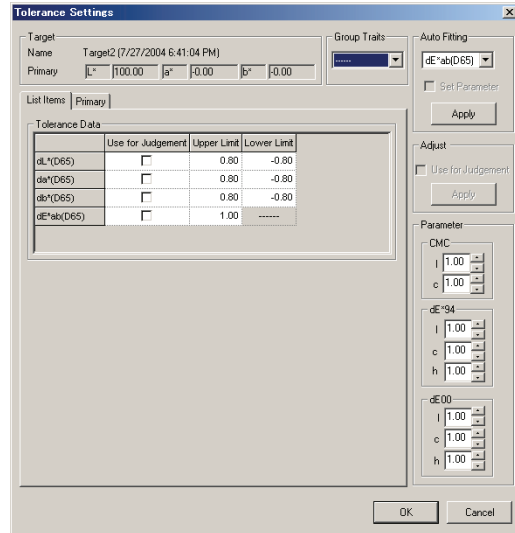 Tolerance Settings
Target
Name Target2 (7/27/2004 6:41:04 PM)
Primary L* 100.00 a* -0.00 b* -0.00
Group Traits
------
Auto Fitting
dE*ab(D65)
Set Parameter
Apply
List Items Primary
Tolerance Data
Use for Judgement Upper Limit Lower Limit
dL*(D65) 0.80 -0.80
da*(D65) 0.80 -0.80
db*(D65) 0.80 -0.80
dE*ab(D65) 1.00 ------
Adjust
Use for Judgement
Apply
Parameter
CMC
l 1.00
c 1.00
dE*94
l 1.00
c 1.00
h 1.00
dE00
l 1.00
c 1.00
h 1.00
OK Cancel